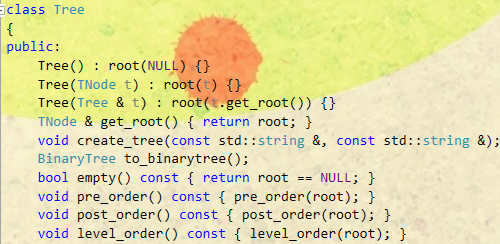 class Tree
{
public:
Tree() : root(NULL) {}
Tree(TNode t) : root(t) {}
Tree(Tree & t) : root(t.get_root()) {}
TNode & get_root() { return root; }
void create_tree(const std::string &, const std::string &);
BinaryTree to_binarytree();
bool empty() const { return root == NULL; }
void pre_order() const { pre_order(root); }
void post_order() const { post_order(root); }
void level_order() const { level_order(root); }